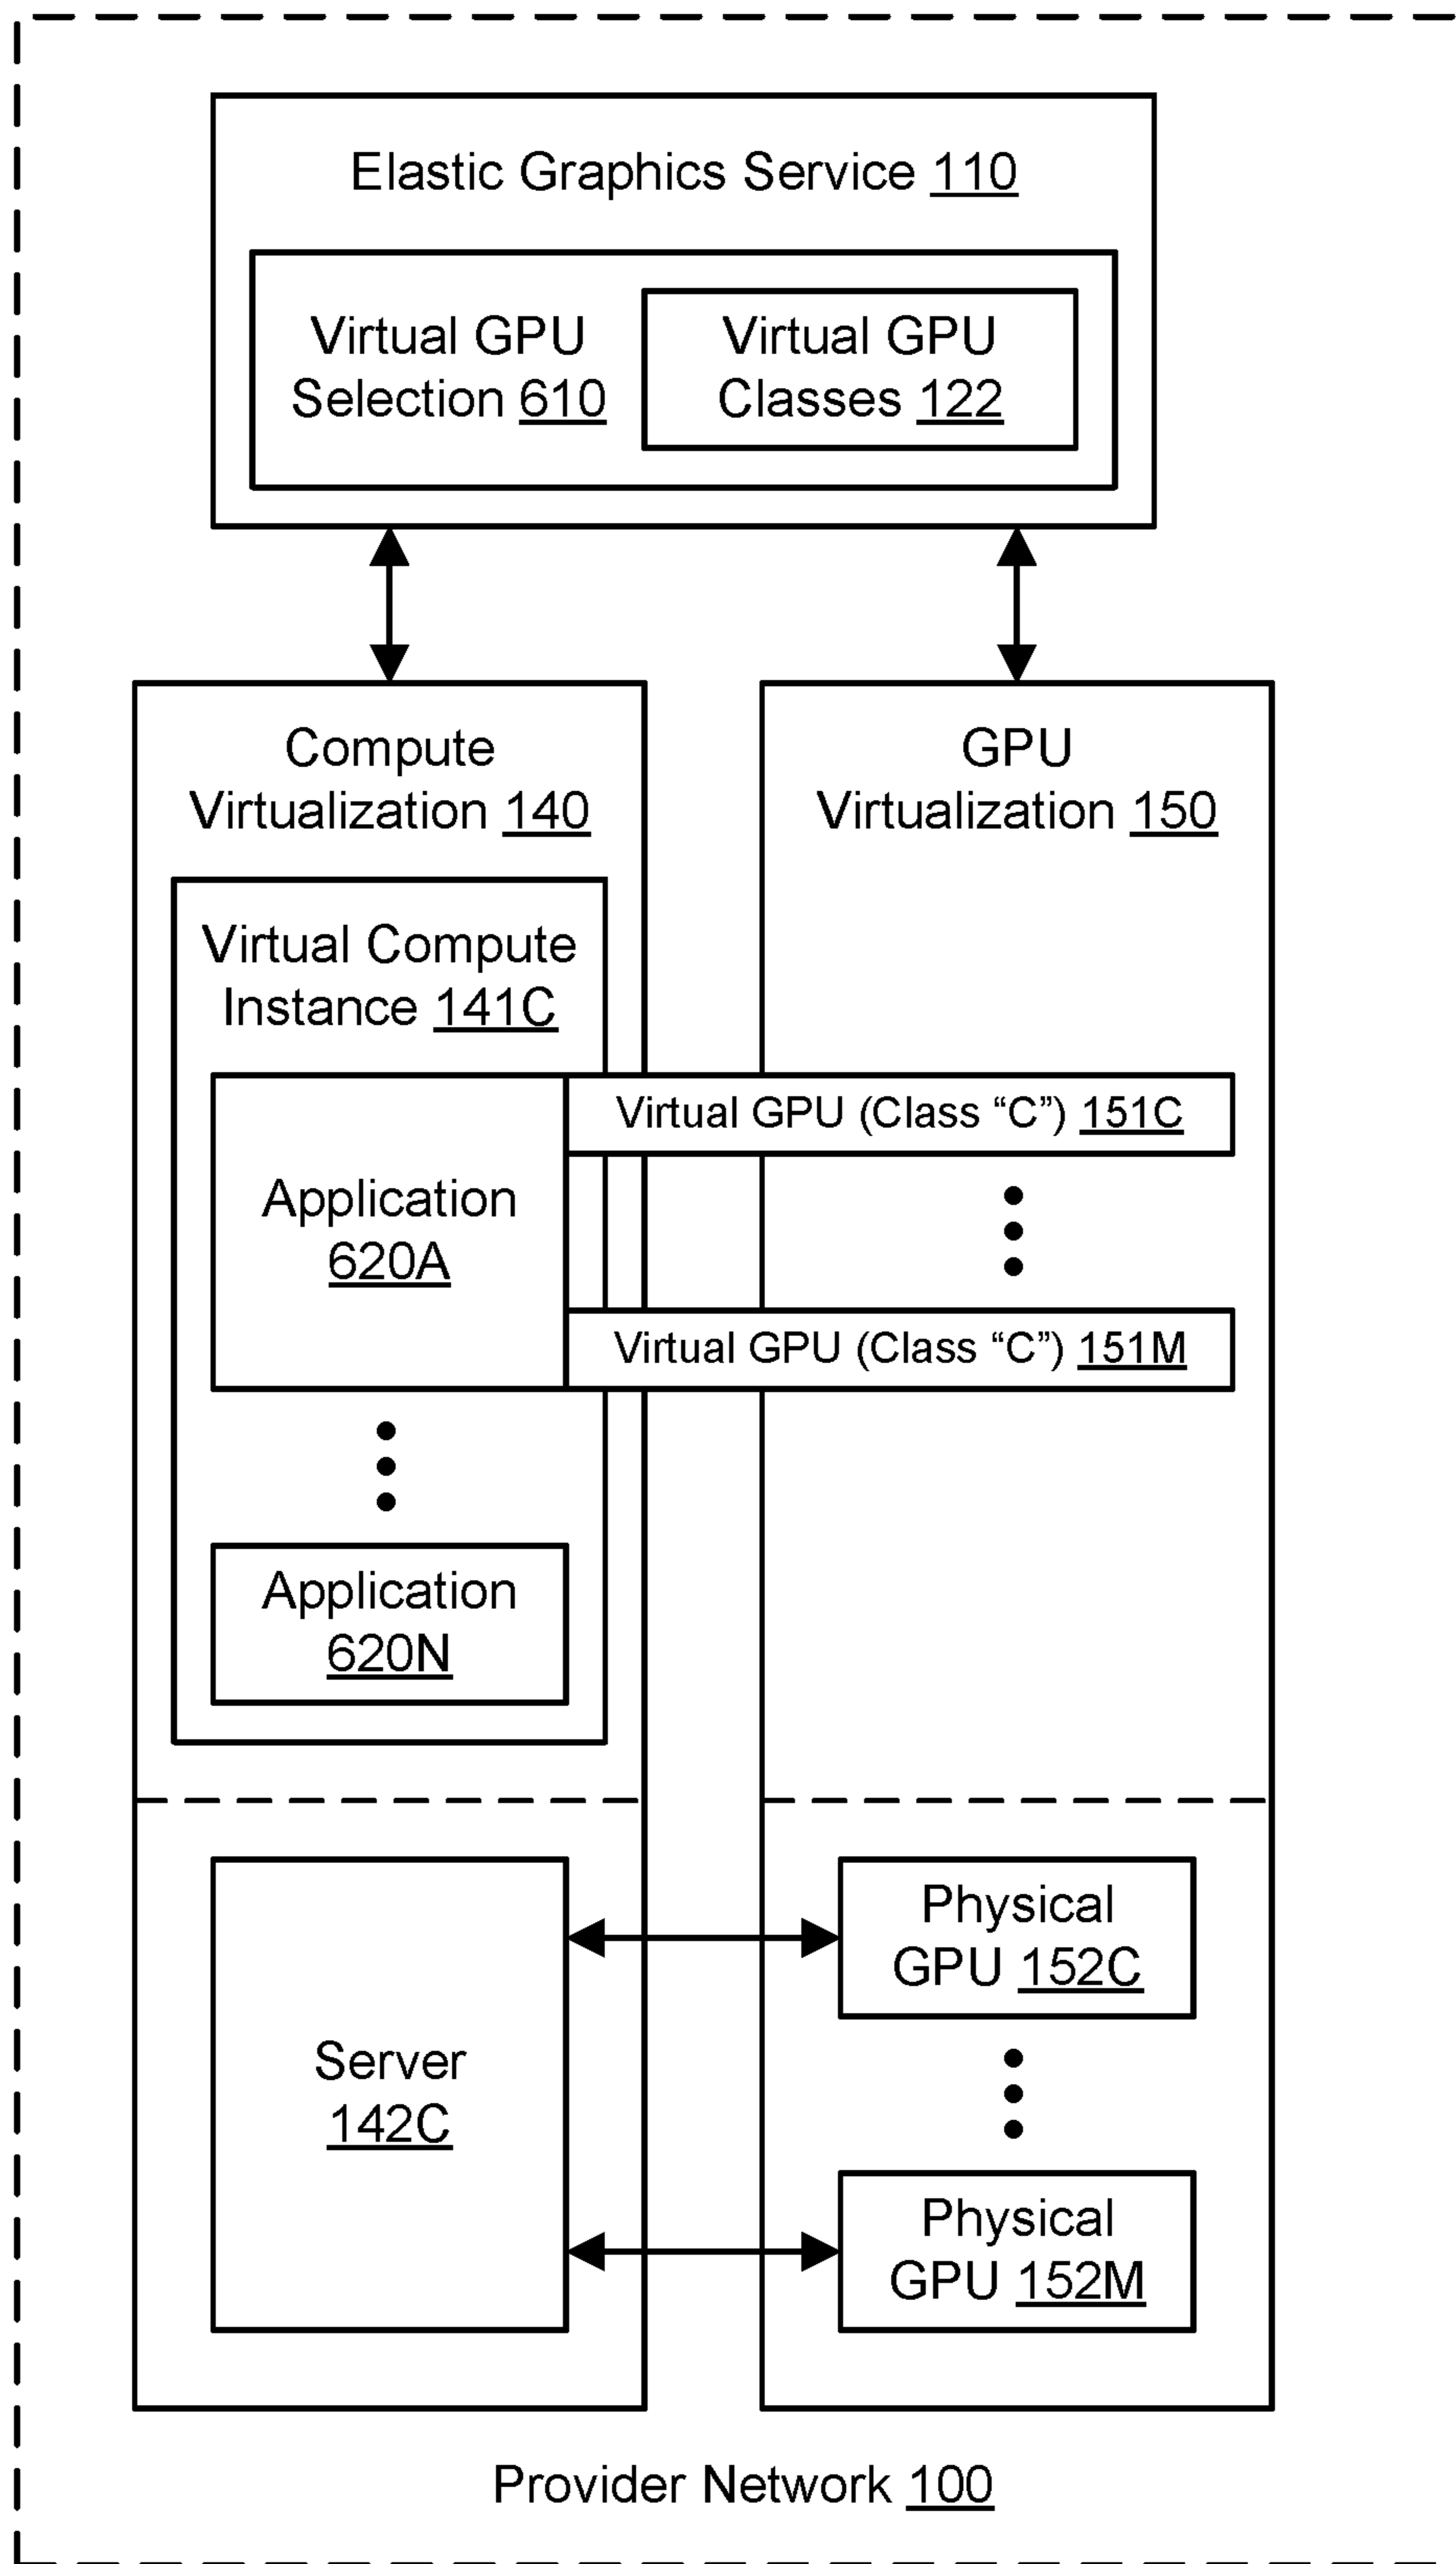 Elastic Graphics Service 110
Virtual GPU
Selection 610
Virtual GPU
Classes 122
Compute
Virtualization 140
GPU
Virtualization 150
Virtual Compute
Instance 141C
Virtual GPU (Class “C”) 151C
Application
620A
Virtual GPU (Class “C”) 151M
Application
620N
Physical
GPU 152C
Server
142C
Physical
GPU 152M
Provider Network 100